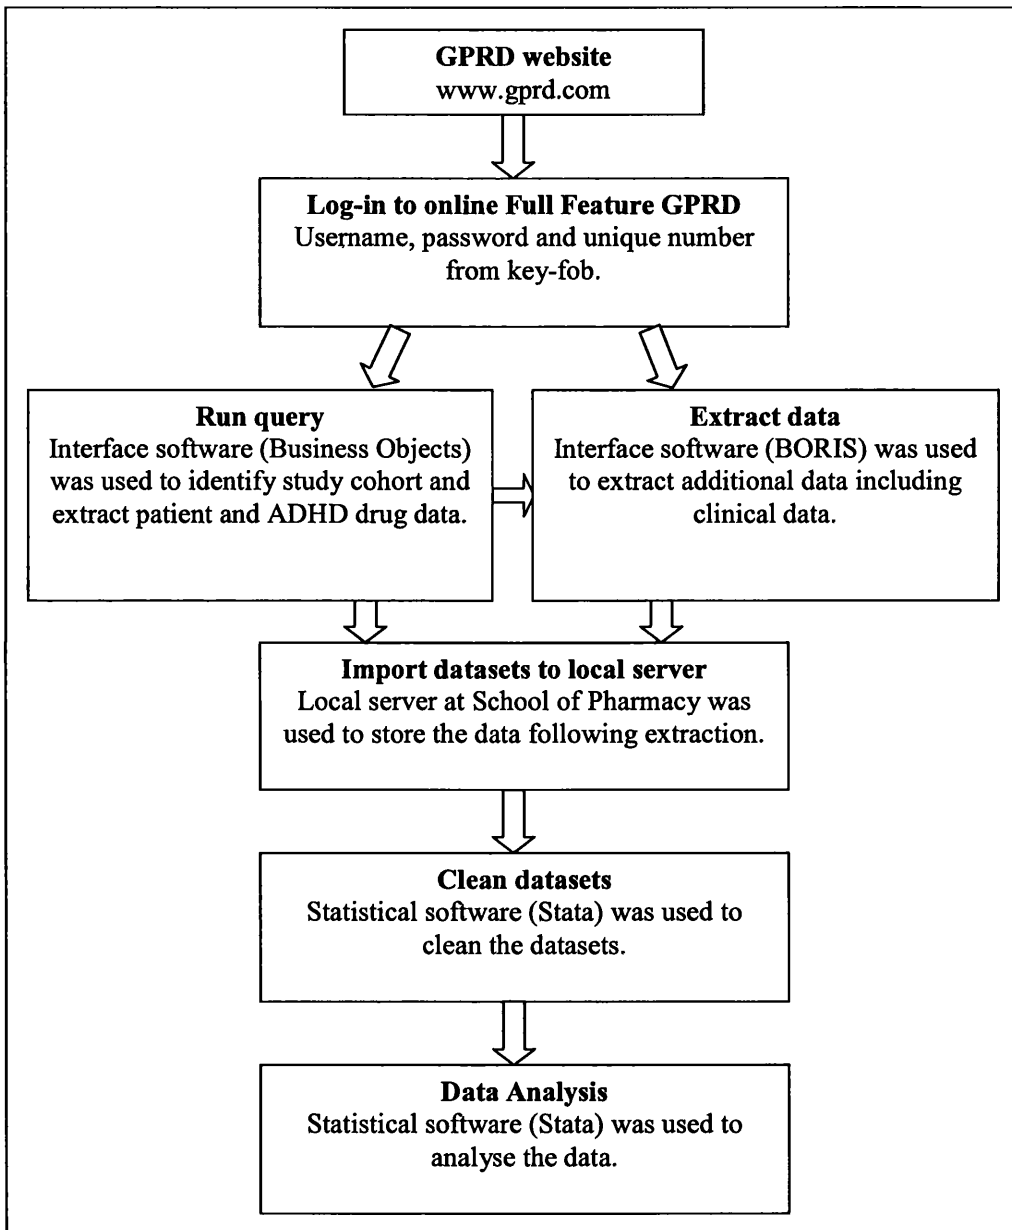 GPRD website
www.gprd.com
Log-in to online Full Feature GPRD
Username, password and unique number
from key-fob.
Run query
Interface software (Business Objects)
was used to identify study cohort and
extract patient and ADHD drug data.
Extract data
Interface software (BORIS) was used
to extract additional data including
clinical data.
Import datasets to local server
Local server at School of Pharmacy was
used to store the data following extraction.
Clean datasets
Statistical software (Stata) was used to
clean the datasets.
Data Analysis
Statistical software (Stata) was used to
analyse the data.